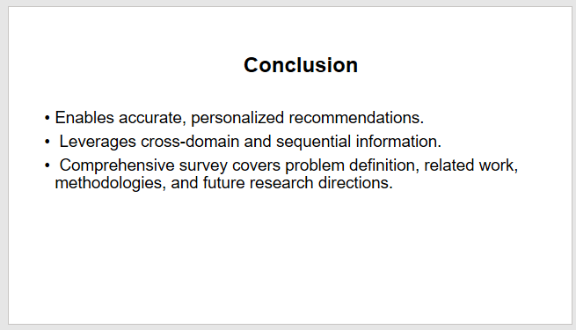 Conclusion
• Enables accurate, personalized recommendations.
• Leverages cross-domain and sequential information.
• Comprehensive survey covers problem definition, related work,
methodologies, and future research directions.